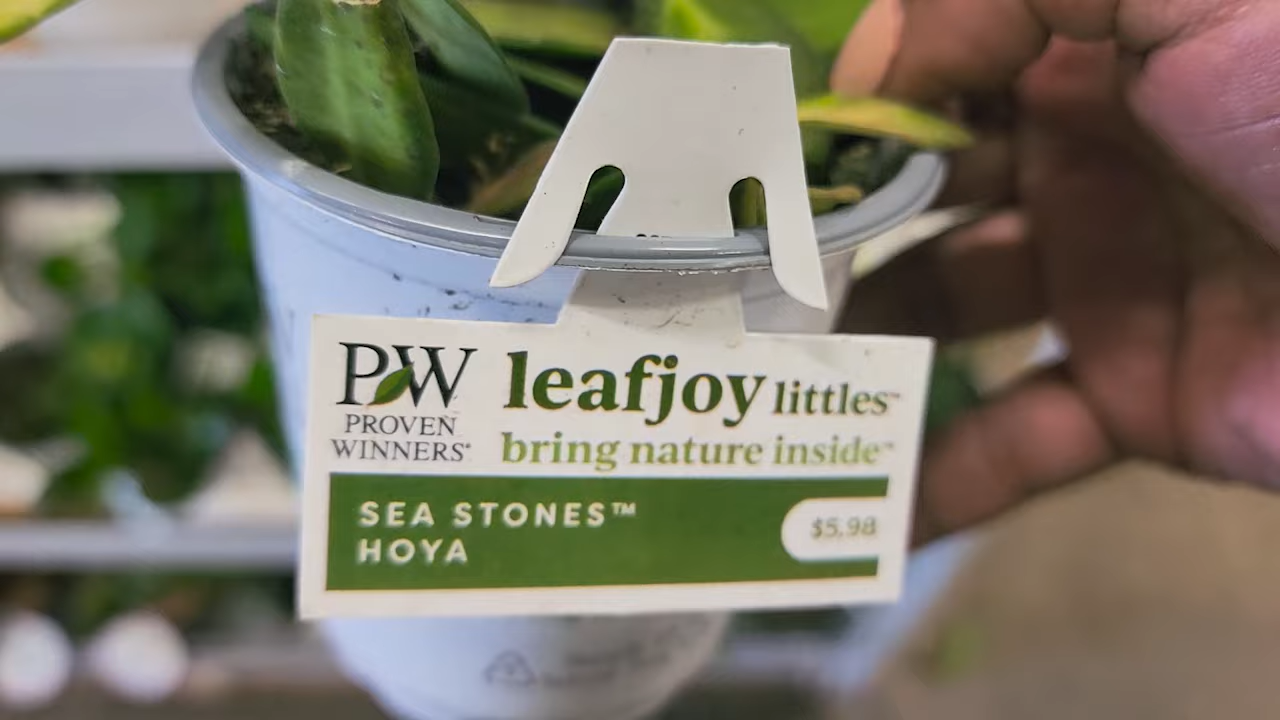 PW
PROVEN
WINNERS®
leafjoy littles™
bring nature inside™
SEA STONES™
HOYA
$5.98